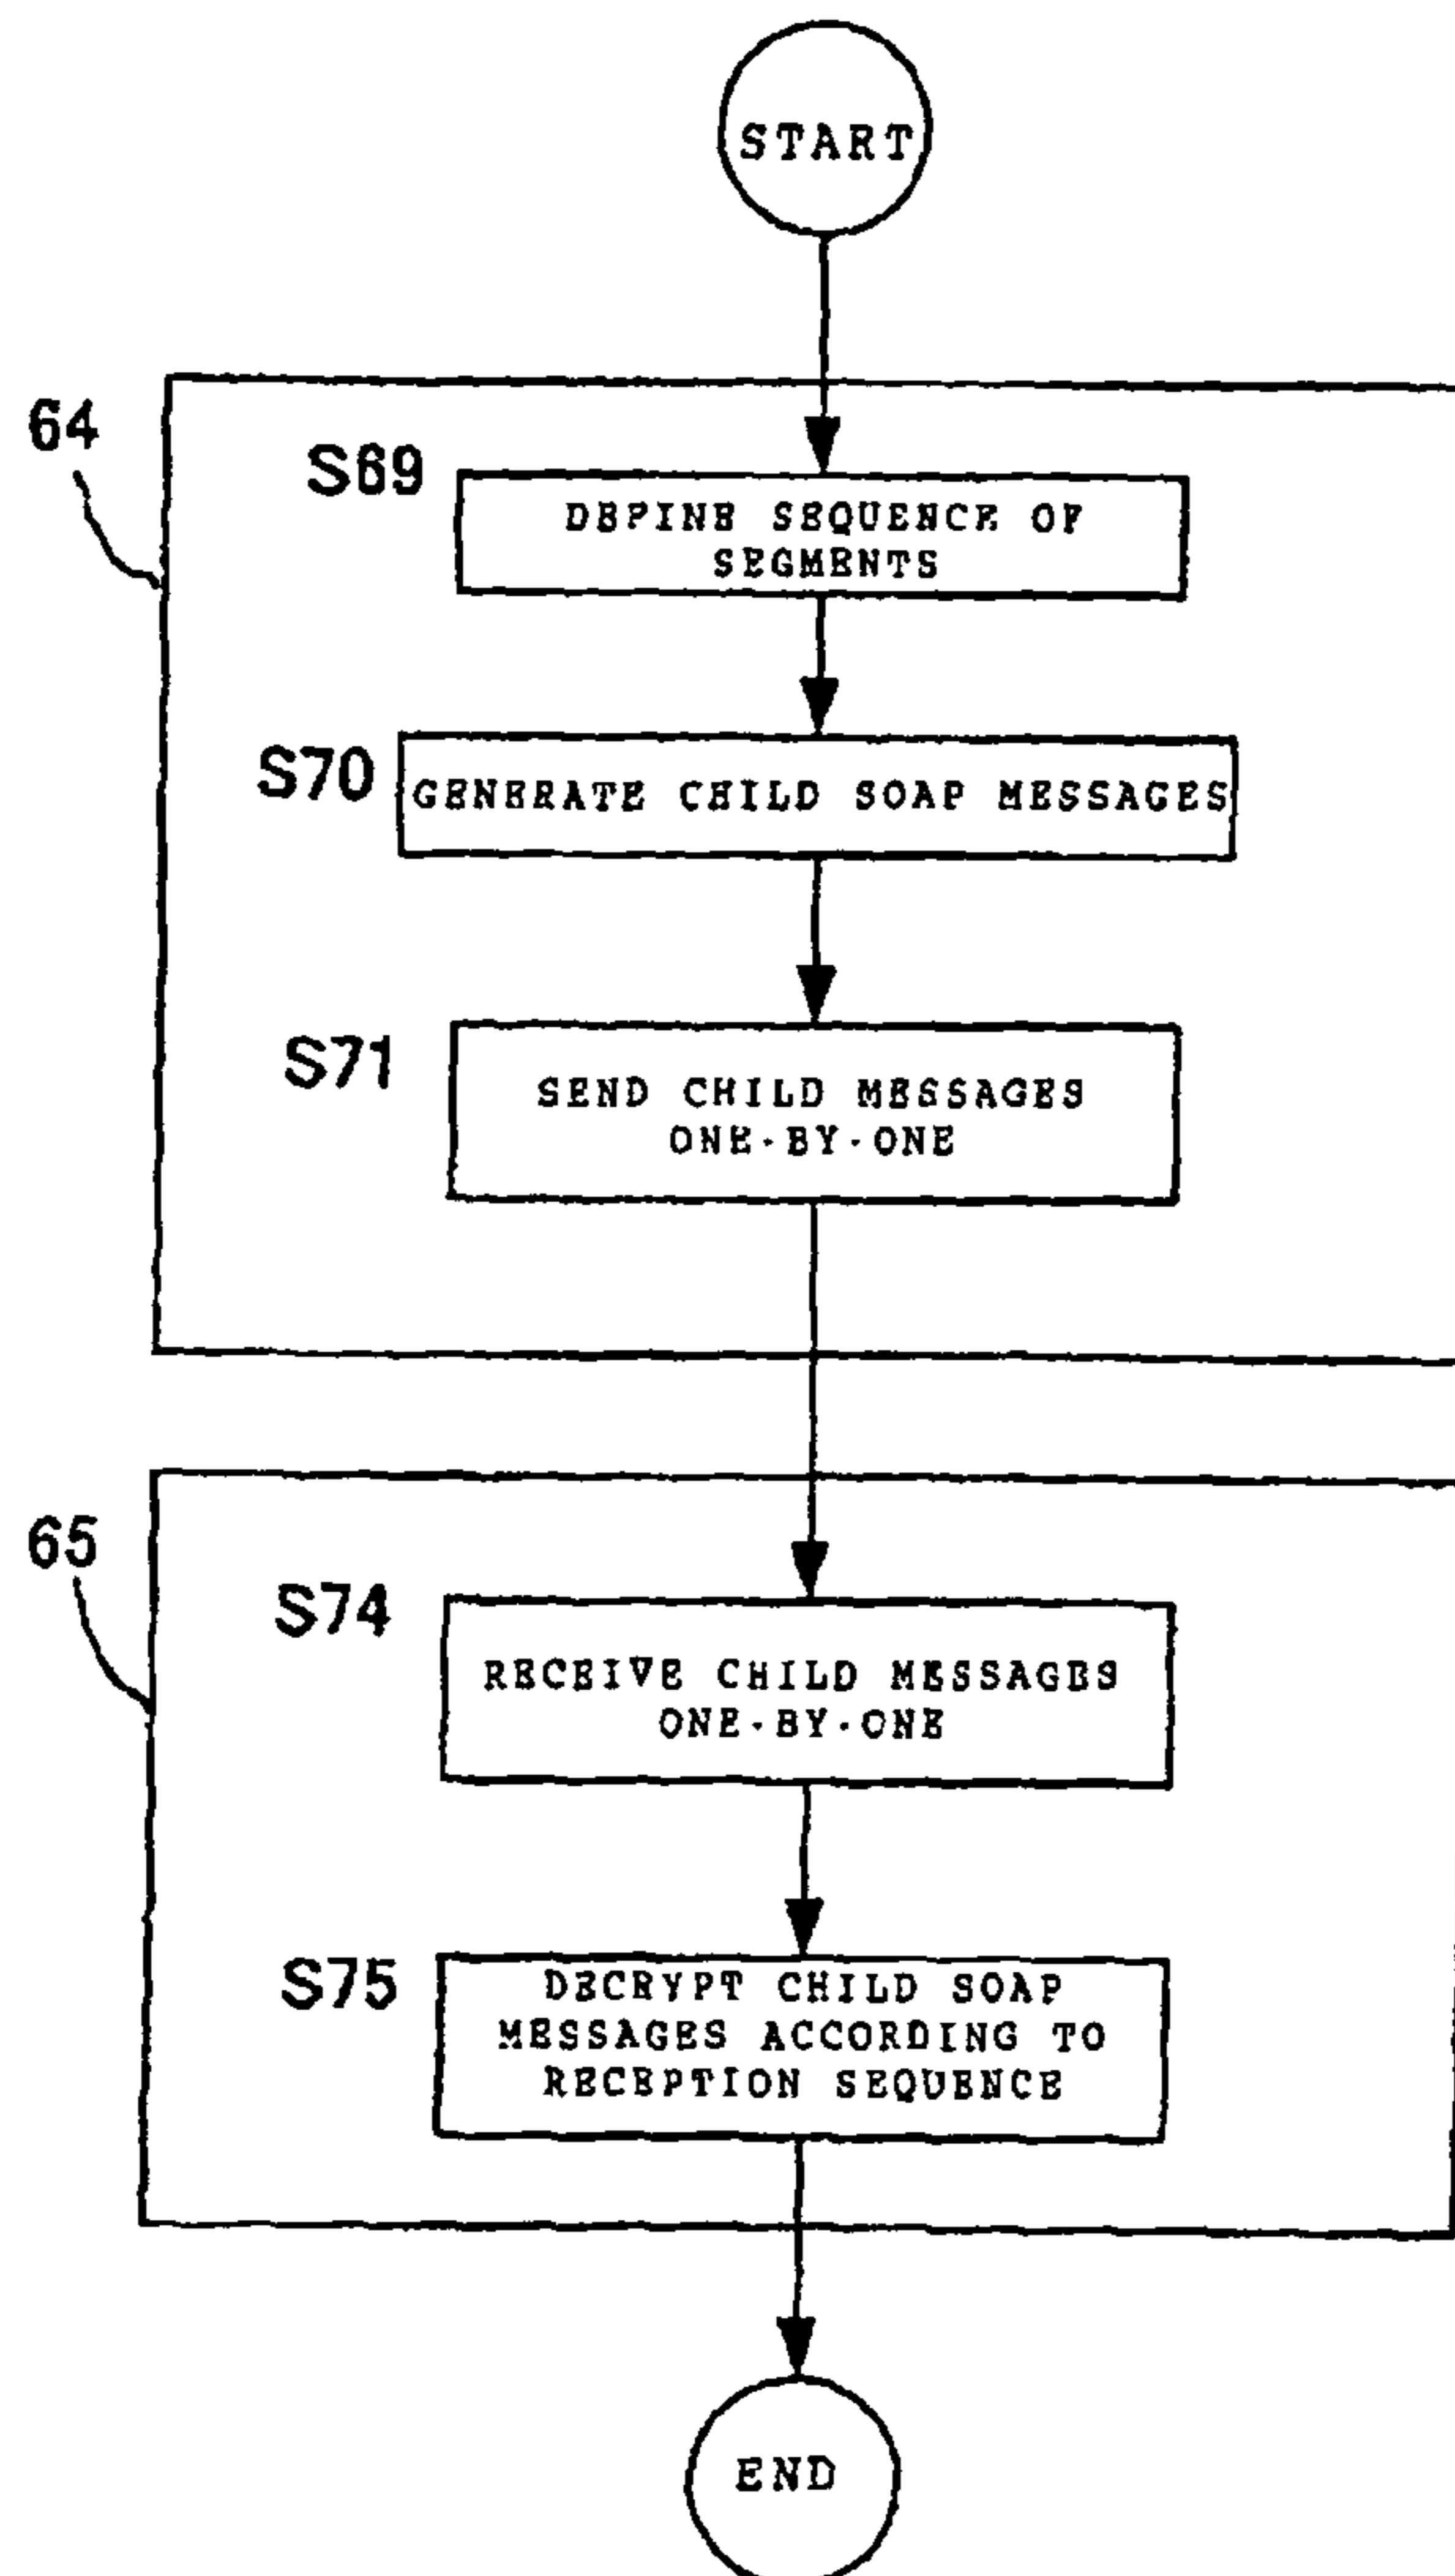 START
64
S69
DEFINE SEQUENCE OF
SEGMENTS
S70
GENERATE CHILD SOAP MESSAGES
S71
SEND CHILD MESSAGES
ONE-BY-ONE
65
S74
RECEIVE CHILD MESSAGES
ONE-BY-ONE
S75
DECRYPT CHILD SOAP
MESSAGES ACCORDING TO
RECEPTION SEQUENCE
END